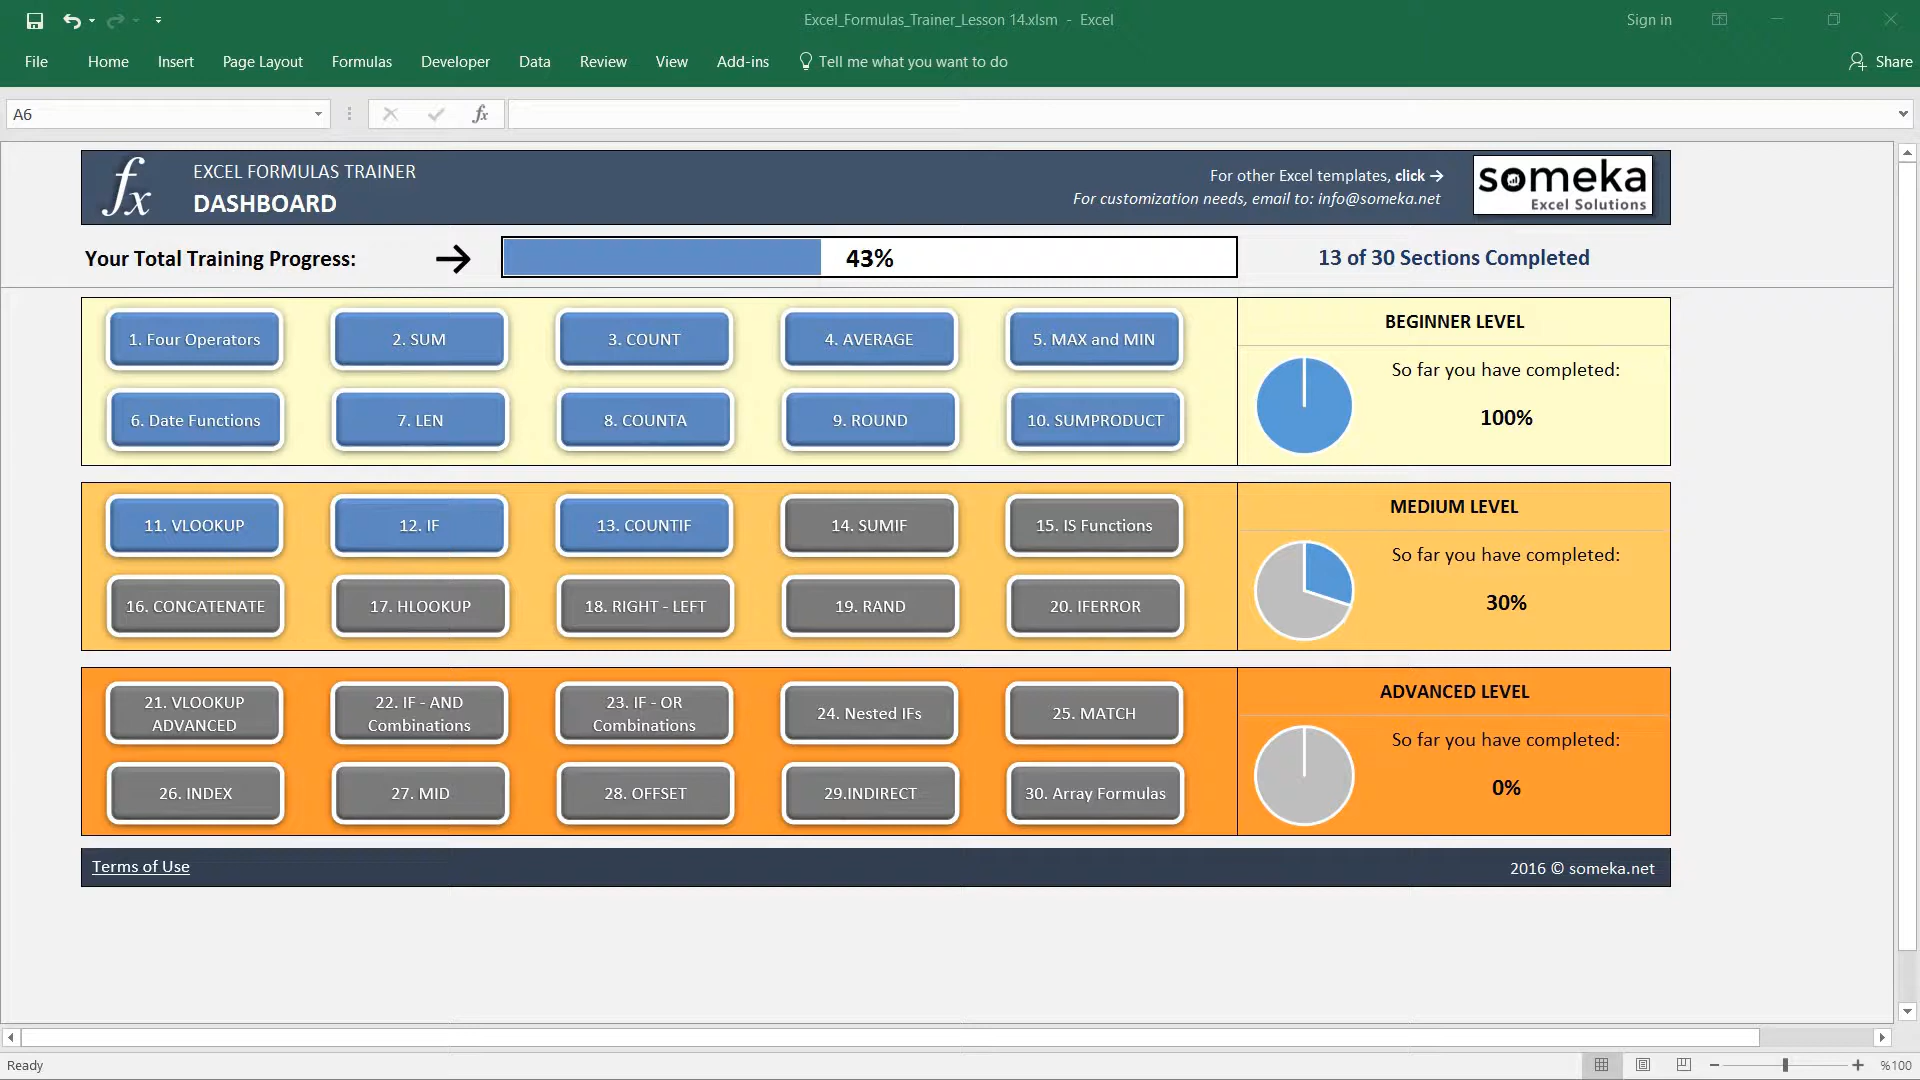 Excel_Formulas_Trainer_Lesson 14.xlsm - Excel
Sign in
File Home Insert Page Layout Formulas Developer Data Review View Add-ins Tell me what you want to do Share
A6 fx
fx
EXCEL FORMULAS TRAINER
DASHBOARD
For other Excel templates, click →
For customization needs, email to: info@someka.net
someka
Excel Solutions
Your Total Training Progress: → 43% 13 of 30 Sections Completed
1. Four Operators 2. SUM 3. COUNT 4. AVERAGE 5. MAX and MIN
6. Date Functions 7. LEN 8. COUNTA 9. ROUND 10. SUMPRODUCT
BEGINNER LEVEL
So far you have completed:
100%
11. VLOOKUP 12. IF 13. COUNTIF 14. SUMIF 15. IS Functions
16. CONCATENATE 17. HLOOKUP 18. RIGHT - LEFT 19. RAND 20. IFERROR
MEDIUM LEVEL
So far you have completed:
30%
21. VLOOKUP ADVANCED 22. IF - AND Combinations 23. IF - OR Combinations 24. Nested IFs 25. MATCH
26. INDEX 27. MID 28. OFFSET 29.INDIRECT 30. Array Formulas
ADVANCED LEVEL
So far you have completed:
0%
Terms of Use 2016 © someka.net
Ready %100